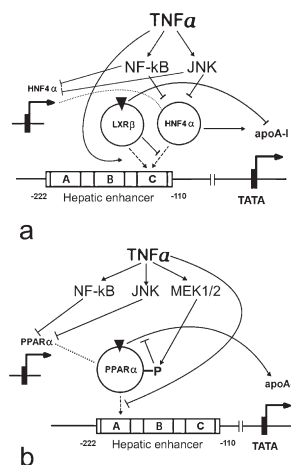 TNFα
NF-kB JNK
HNF4α
LXRβ
HNF4α
apoA-I
A B C
-222 Hepatic enhancer -110
TATA
a
TNFα
NF-kB JNK MEK1/2
PPARα
PPARα P
apoA-
A B C
-222 Hepatic enhancer -110 TATA
b